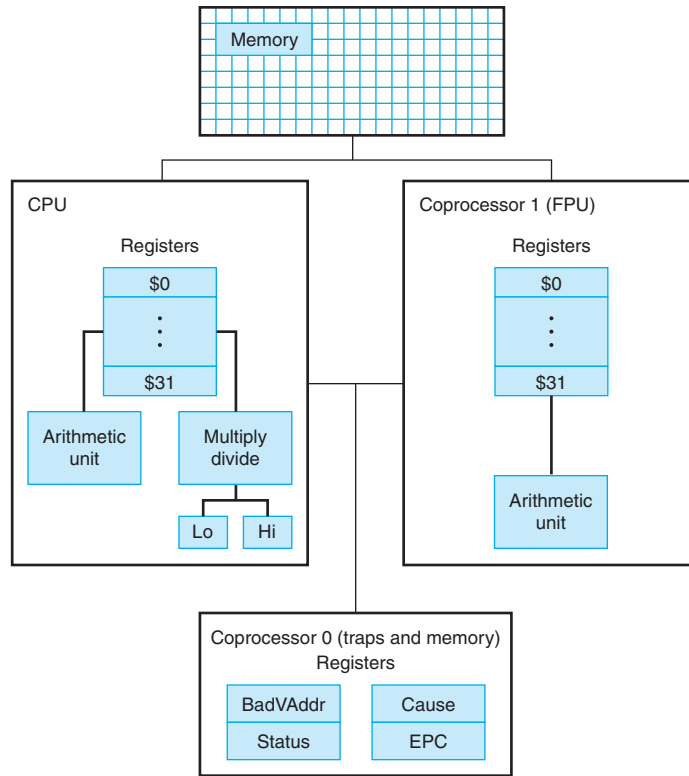 Memory
CPU
Registers
$0
$31
Arithmetic
unit
Multiply
divide
Lo
Hi
Coprocessor 1 (FPU)
Registers
$0
$31
Arithmetic
unit
Coprocessor 0 (traps and memory)
Registers
BadVAddr
Cause
Status
EPC